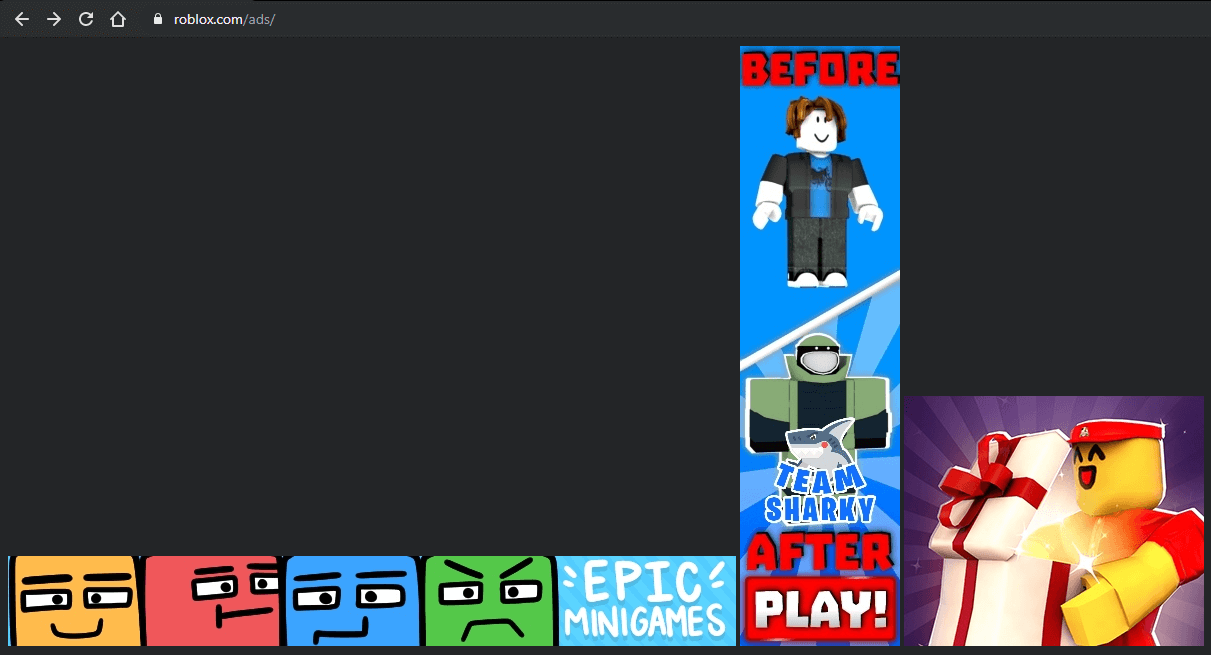 roblox.com/ads/
BEFORE
TEAM
SHARKY
AFTER
PLAY!
EPIC
MINIGAMES